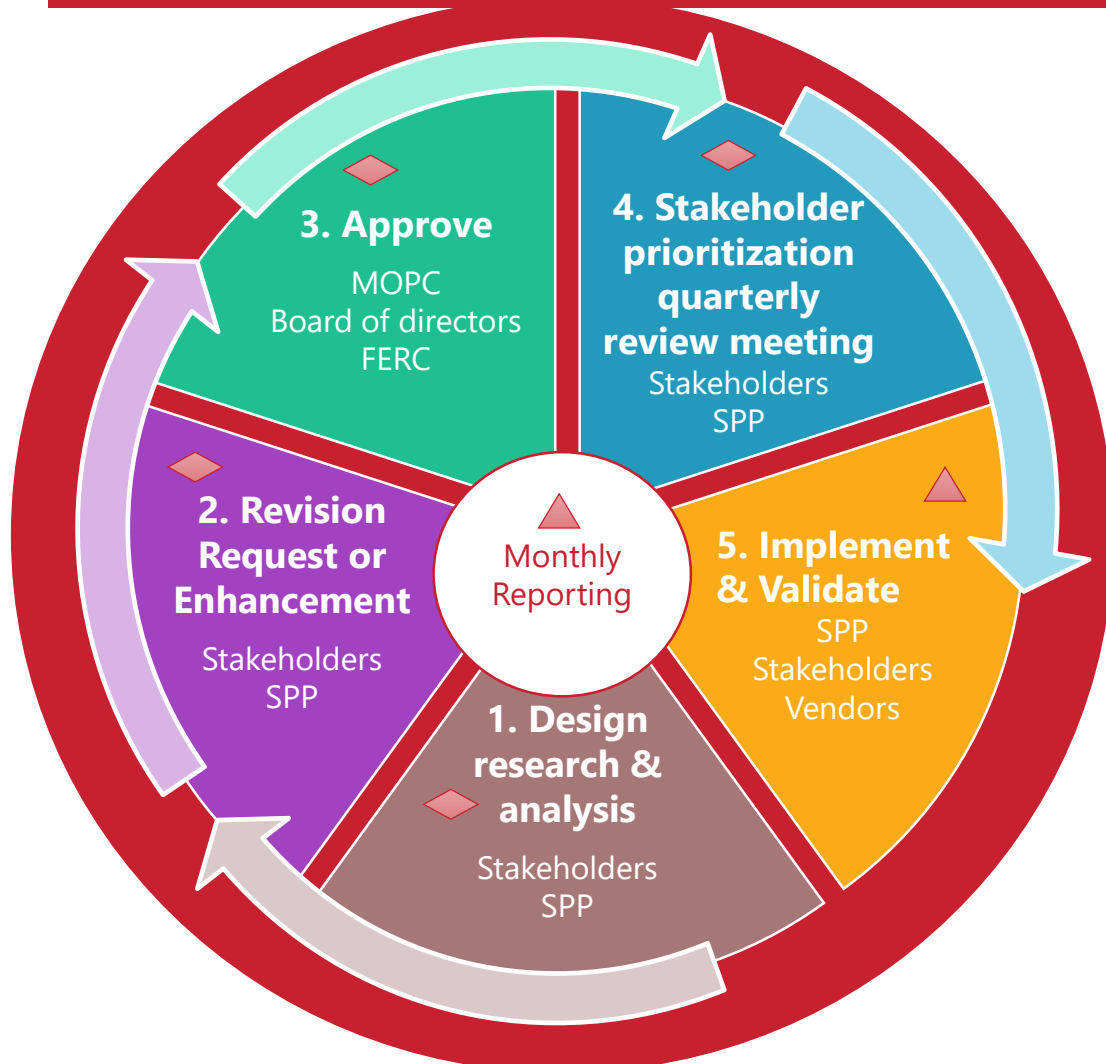 3. Approve
MOPC
Board of directors
FERC
4. Stakeholder
prioritization
quarterly
review meeting
Stakeholders
SPP
2. Revision
Request or
Enhancement
Stakeholders
SPP
Monthly
Reporting
5. Implement
& Validate
SPP
Stakeholders
Vendors
1. Design
research &
analysis
Stakeholders
SPP